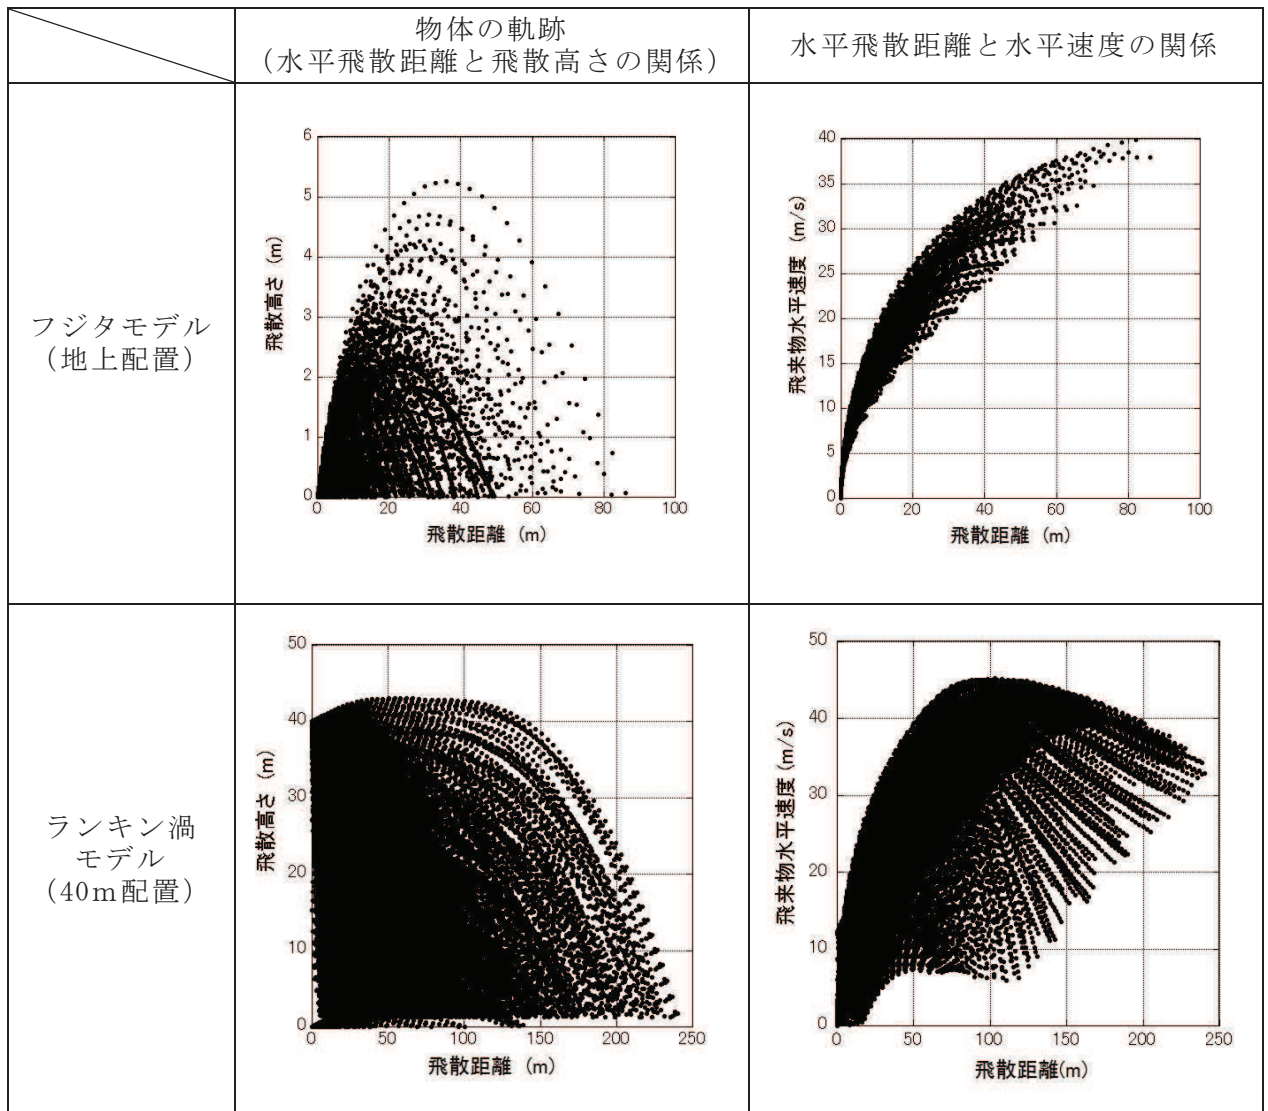 物体の軌跡
（水平飛散距離と飛散高さの関係）
水平飛散距離と水平速度の関係
フジタモデル
（地上配置）
6
5
4
3
2
1
0
飛散高さ (m)
0 20 40 60 80 100
飛散距離 (m)
40
35
30
25
20
15
10
5
0
飛来物水平速度 (m/s)
0 20 40 60 80 100
飛散距離 (m)
ランキン渦
モデル
（40m配置）
50
40
30
20
10
0
飛散高さ (m)
0 50 100 150 200 250
飛散距離 (m)
50
40
30
20
10
0
飛来物水平速度 (m/s)
0 50 100 150 200 250
飛散距離(m)